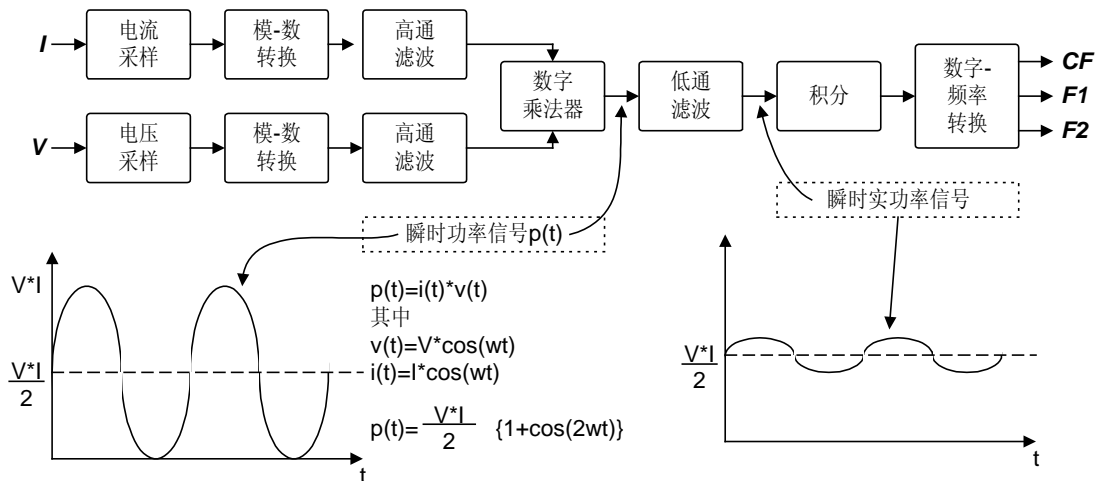 I
电流
采样
模-数
转换
高通
滤波
数字
乘法器
低通
滤波
积分
数字-
频率
转换
CF
F1
F2
V
电压
采样
模-数
转换
高通
滤波
瞬时实功率信号
瞬时功率信号p(t)
V*I
V*I
2
t
p(t)=i(t)*v(t)
其中
v(t)=V*cos(wt)
i(t)=I*cos(wt)
p(t)= V*I
2 {1+cos(2wt)}
V*I
2
t